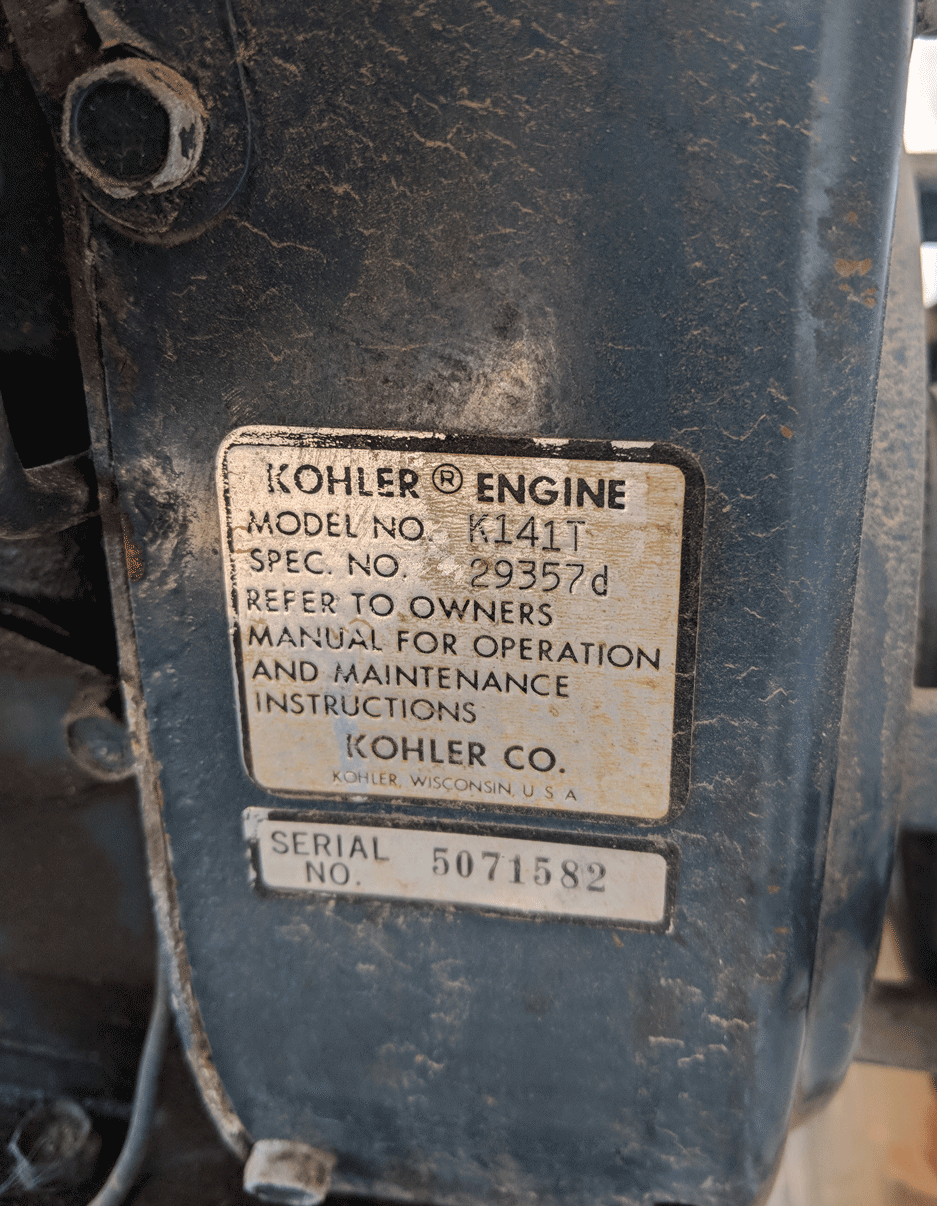 KOHLER® ENGINE
MODEL NO. K141T
SPEC. NO. 29357d
REFER TO OWNERS
MANUAL FOR OPERATION
AND MAINTENANCE
INSTRUCTIONS
KOHLER CO.
KOHLER, WISCONSIN, U S A
SERIAL
NO. 5071582